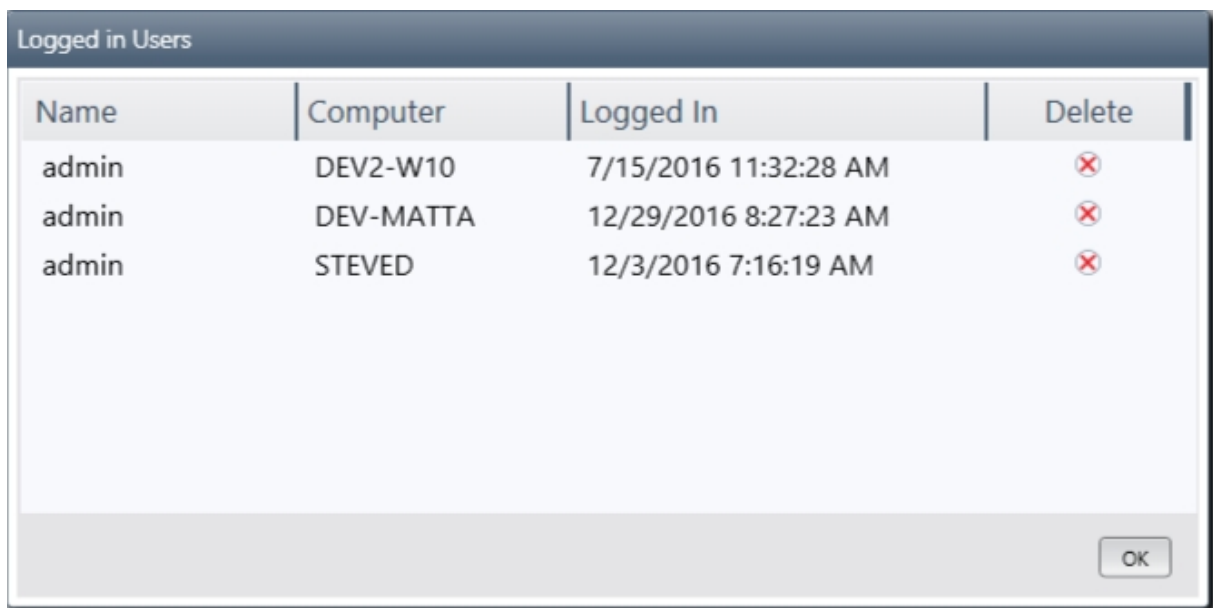 Logged in Users
Name Computer Logged In Delete
admin DEV2-W10 7/15/2016 11:32:28 AM
admin DEV-MATTA 12/29/2016 8:27:23 AM
admin STEVED 12/3/2016 7:16:19 AM
OK